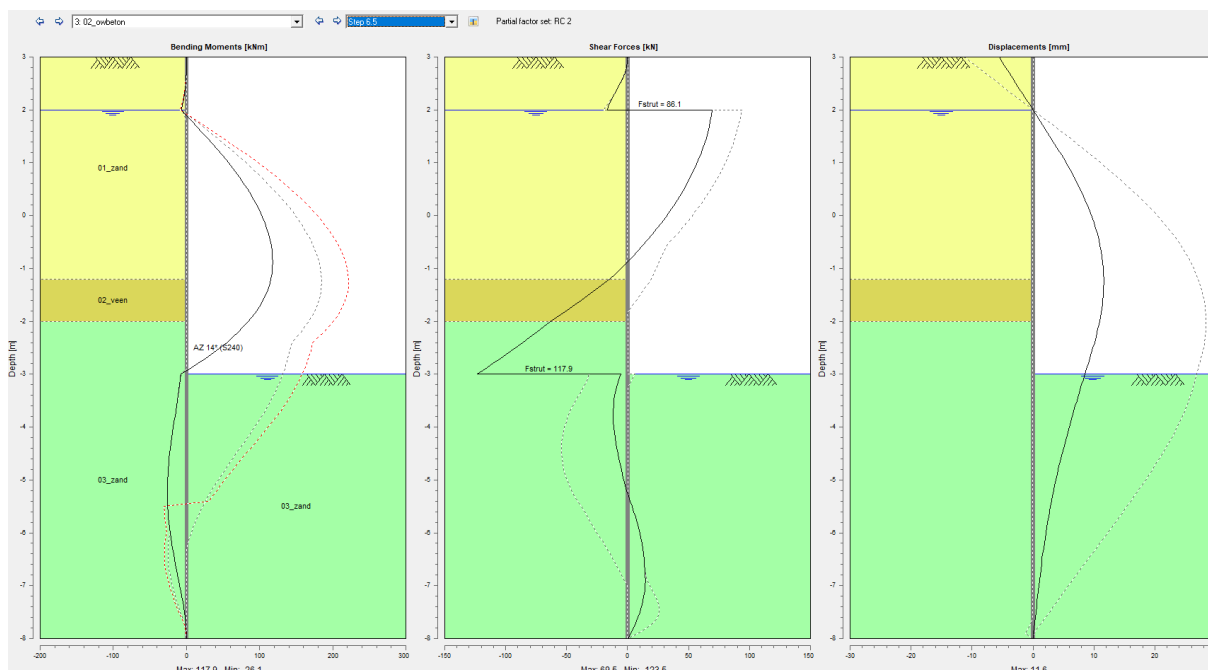 3: 02_owbeton Step 6.5 Partial factor set: RC 2
Bending Moments [kNm]
Depth [m]
3
2
1
0
-1
-2
-3
-4
-5
-6
-7
-8
01_zand
02_veen
AZ 14* (S240)
03_zand
03_zand
-200 -100 0 100 200 300
Max: 117.9 Min: -26.1
Shear Forces [kN]
Depth [m]
3
2
1
0
-1
-2
-3
-4
-5
-6
-7
-8
Fstrut = 86.1
Fstrut = 117.9
-150 -100 -50 0 50 100 150
Max: 69.5 Min: -123.5
Displacements [mm]
Depth [m]
3
2
1
0
-1
-2
-3
-4
-5
-6
-7
-8
-30 -20 -10 0 10 20
Max: 11.6